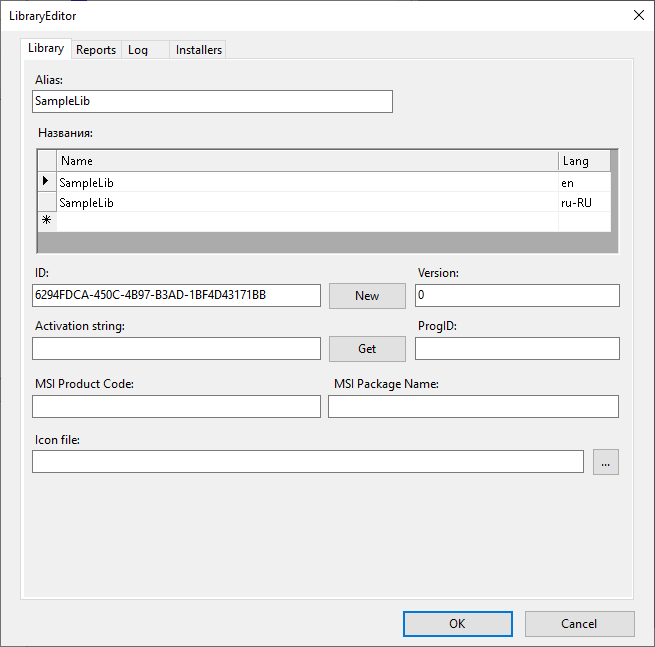 LibraryEditor
Library Reports Log Installers
Alias:
SampleLib
Названия:
Name Lang
SampleLib en
SampleLib ru-RU
ID: Version:
6294FDCA-450C-4B97-B3AD-1BF4D43171BB New 0
Activation string: ProgID:
Get
MSI Product Code: MSI Package Name:
Icon file:
...
OK Cancel